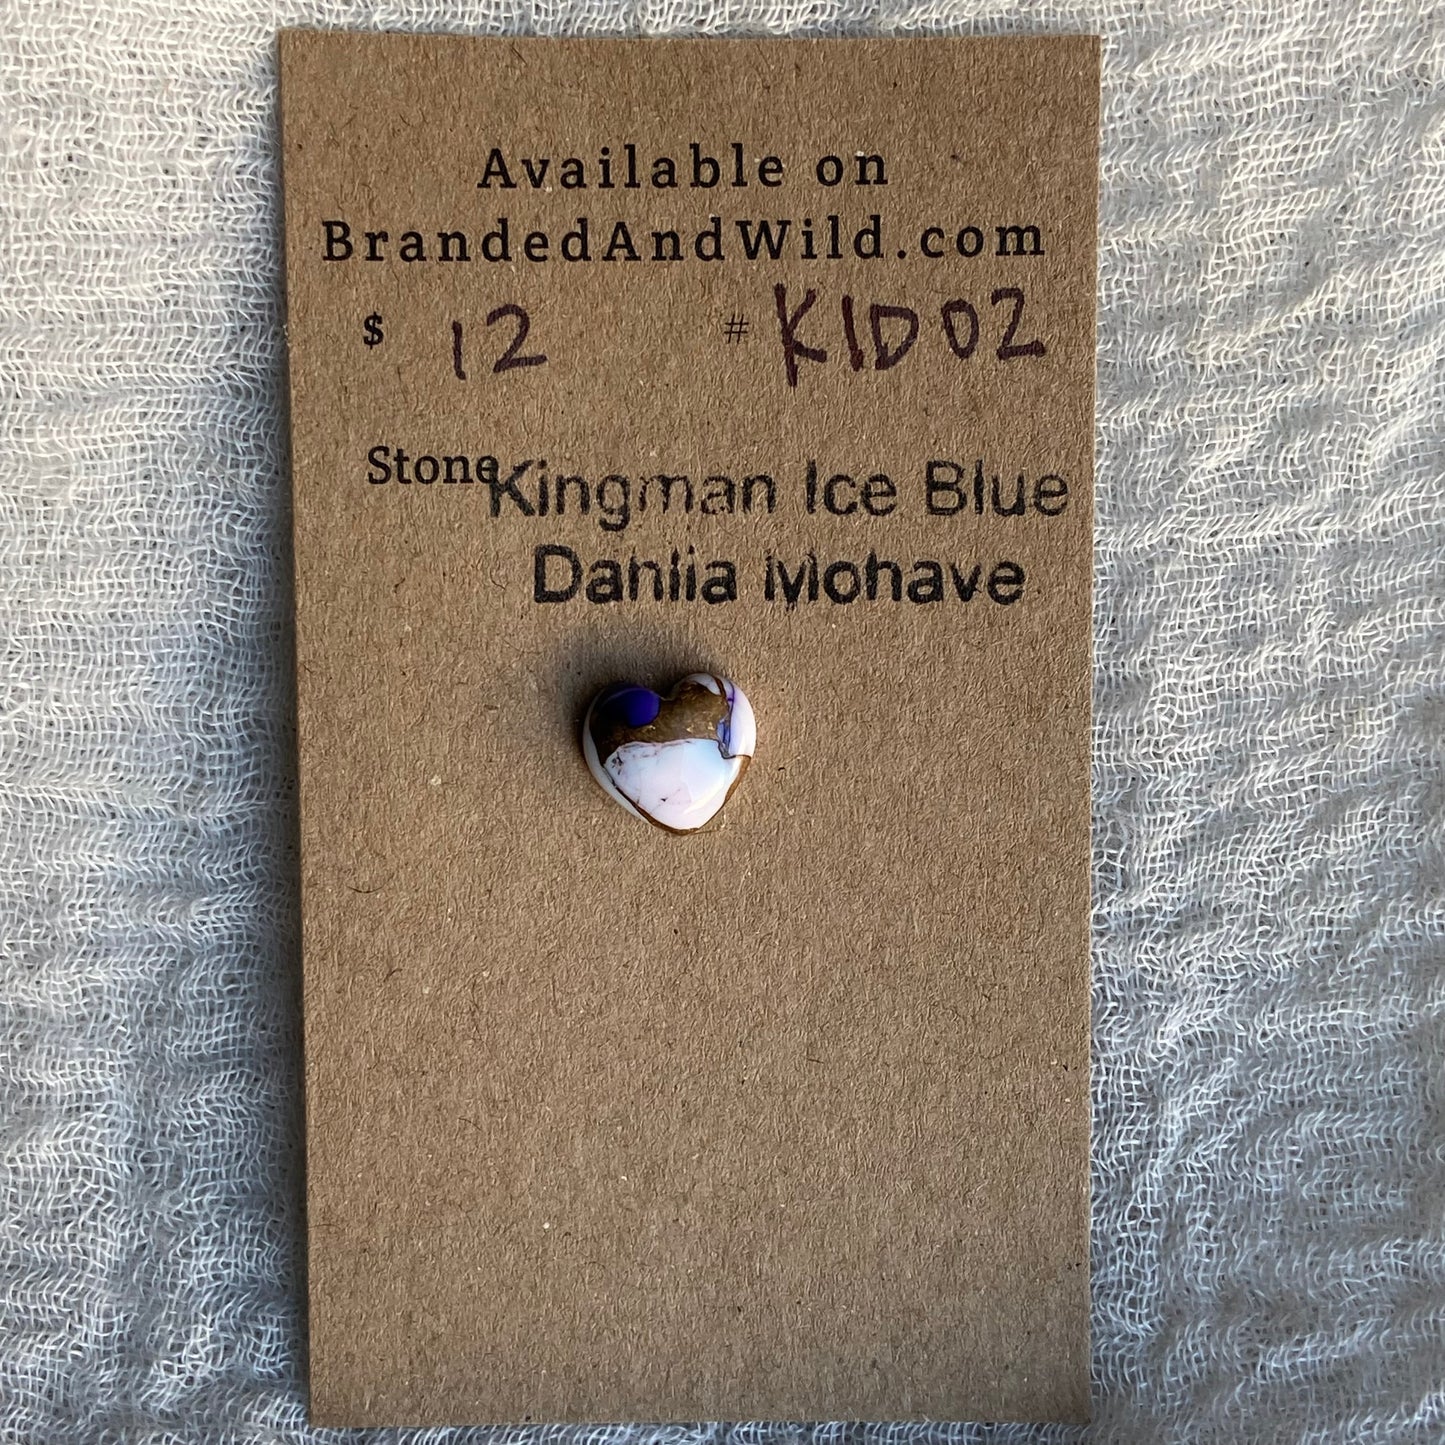 Available on
BrandedAndWild.com
$ 12 # KID02
Stone Kingman Ice Blue
Dahlia Mohave